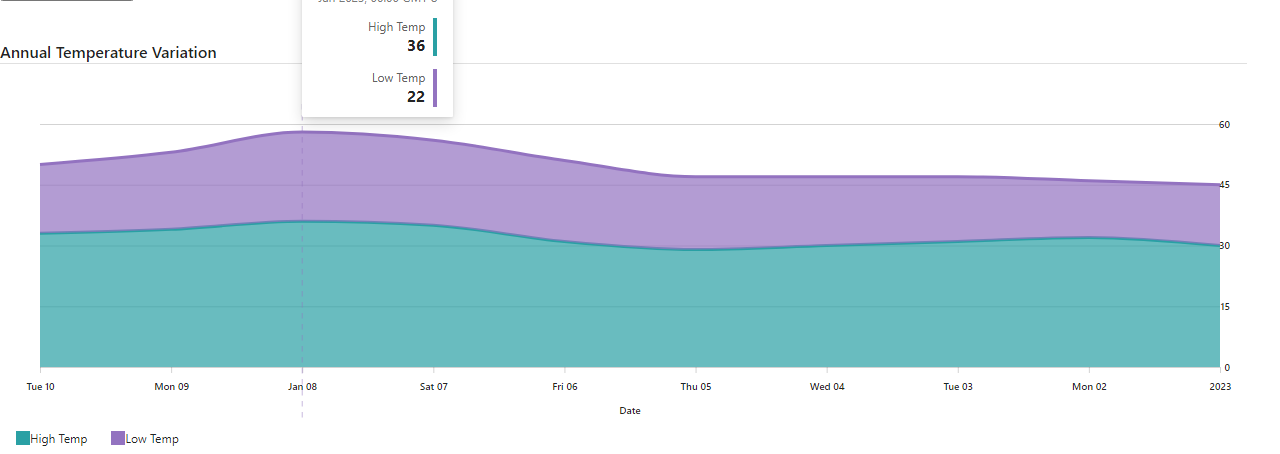 High Temp
36
Annual Temperature Variation
Low Temp
22
60
45
30
15
0
Tue 10 Mon 09 Jan 08 Sat 07 Fri 06 Thu 05 Wed 04 Tue 03 Mon 02 2023
Date
High Temp Low Temp